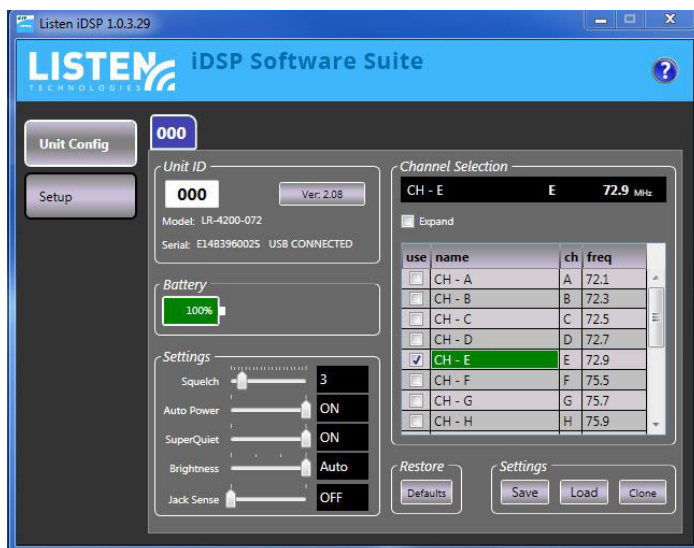 Listen iDSP 1.0.3.29
LISTEN
TECHNOLOGIES
iDSP Software Suite
?
Unit Config
Setup
000
Unit ID
000
Ver: 2.08
Model: LR-4200-072
Serial: E14B3960025 USB CONNECTED
Battery
100%
Settings
Squelch 3
Auto Power ON
SuperQuiet ON
Brightness Auto
Jack Sense OFF
Channel Selection
CH - E E 72.9 MHz
Expand
use name ch freq
CH - A A 72.1
CH - B B 72.3
CH - C C 72.5
CH - D D 72.7
CH - E E 72.9
CH - F F 75.5
CH - G G 75.7
CH - H H 75.9
Restore
Defaults
Settings
Save Load Clone